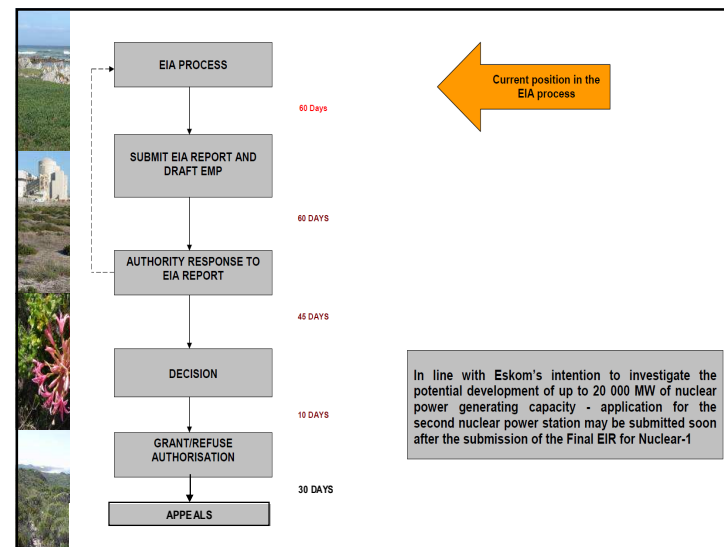 EIA PROCESS
Current position in the
EIA process
60 Days
SUBMIT EIA REPORT AND
DRAFT EMP
60 DAYS
AUTHORITY RESPONSE TO
EIA REPORT
45 DAYS
DECISION
In line with Eskom’s intention to investigate the
potential development of up to 20 000 MW of nuclear
power generating capacity - application for the
second nuclear power station may be submitted soon
after the submission of the Final EIR for Nuclear-1
10 DAYS
GRANT/REFUSE
AUTHORISATION
30 DAYS
APPEALS